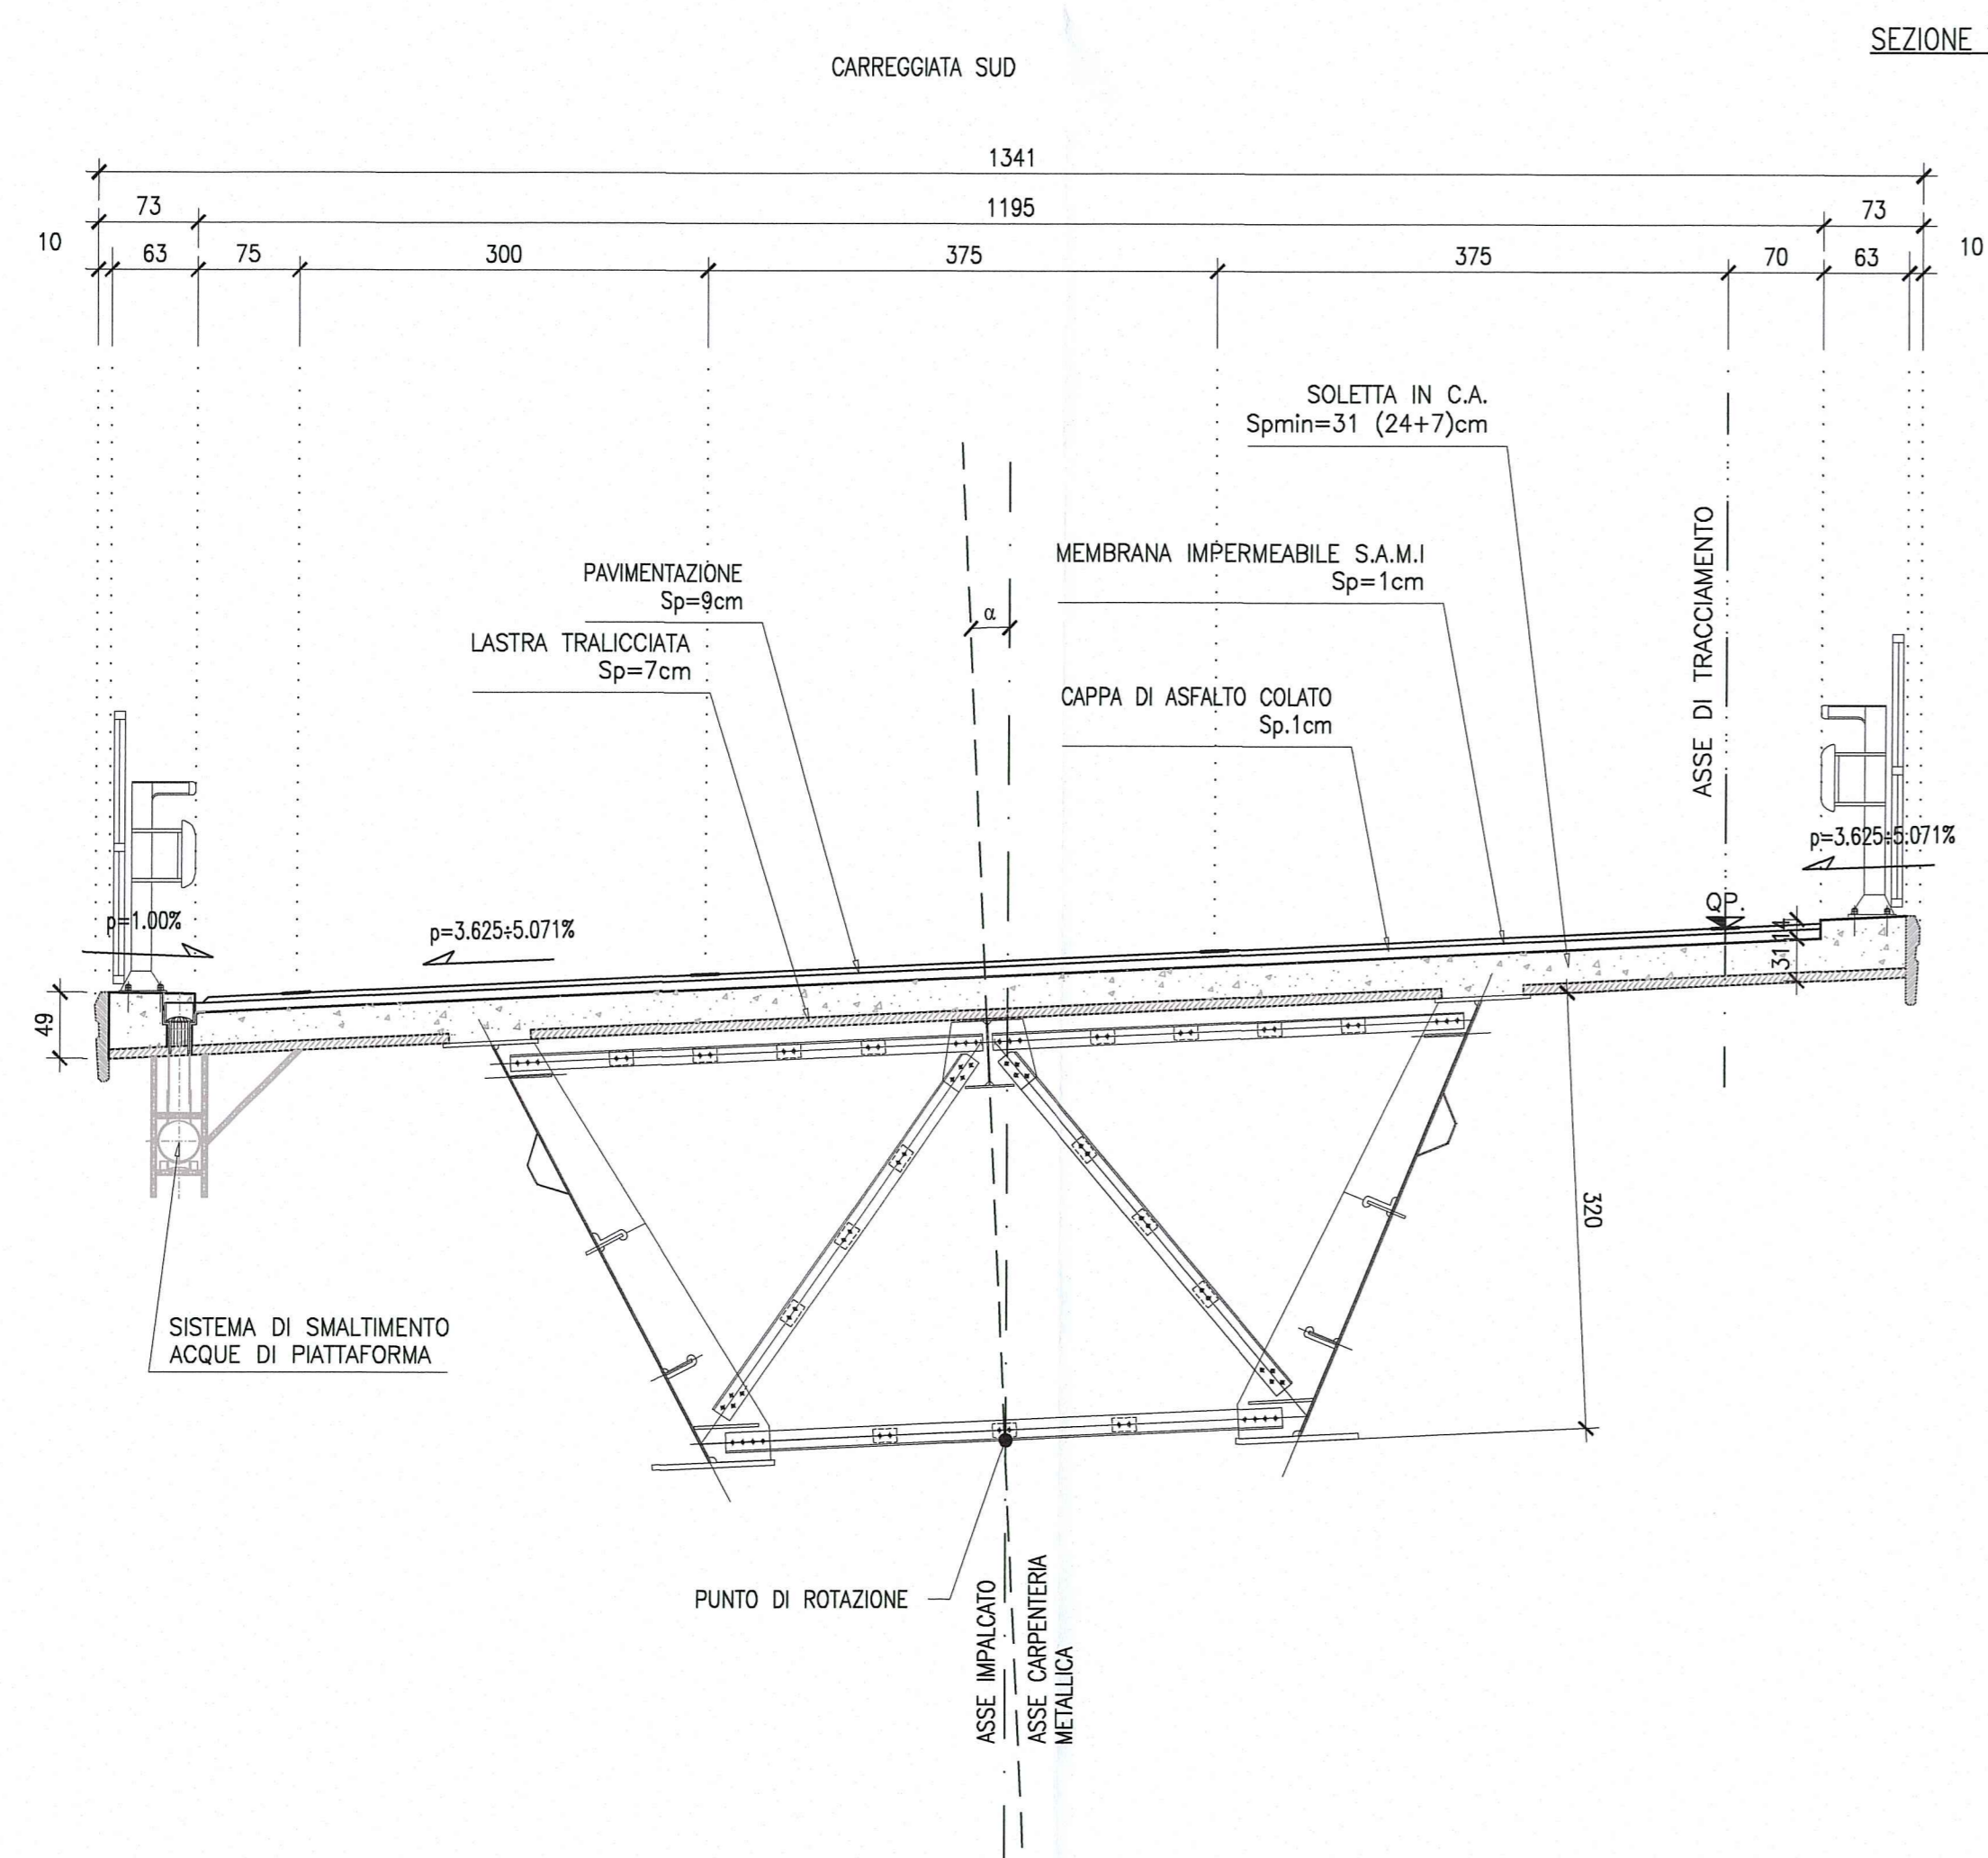 SEZIONE
CARREGGIATA SUD
1341
73
1195
73
10
63
75
300
375
375
70
63
10
SOLETTA IN C.A.
Spmin=31 (24+7)cm
MEMBRANA IMPERMEABILE S.A.M.I
Sp=1cm
PAVIMENTAZIONE
Sp=9cm
α
LASTRA TRALICCIATA
Sp=7cm
CAPPA DI ASFALTO COLATO
Sp.1cm
ASSE DI TRACCIAMENTO
p=3.625÷5.071%
Q.P.
p=1.00%
p=3.625÷5.071%
31
49
320
SISTEMA DI SMALTIMENTO
ACQUE DI PIATTAFORMA
PUNTO DI ROTAZIONE
ASSE IMPALCATO
ASSE CARPENTERIA
METALLICA